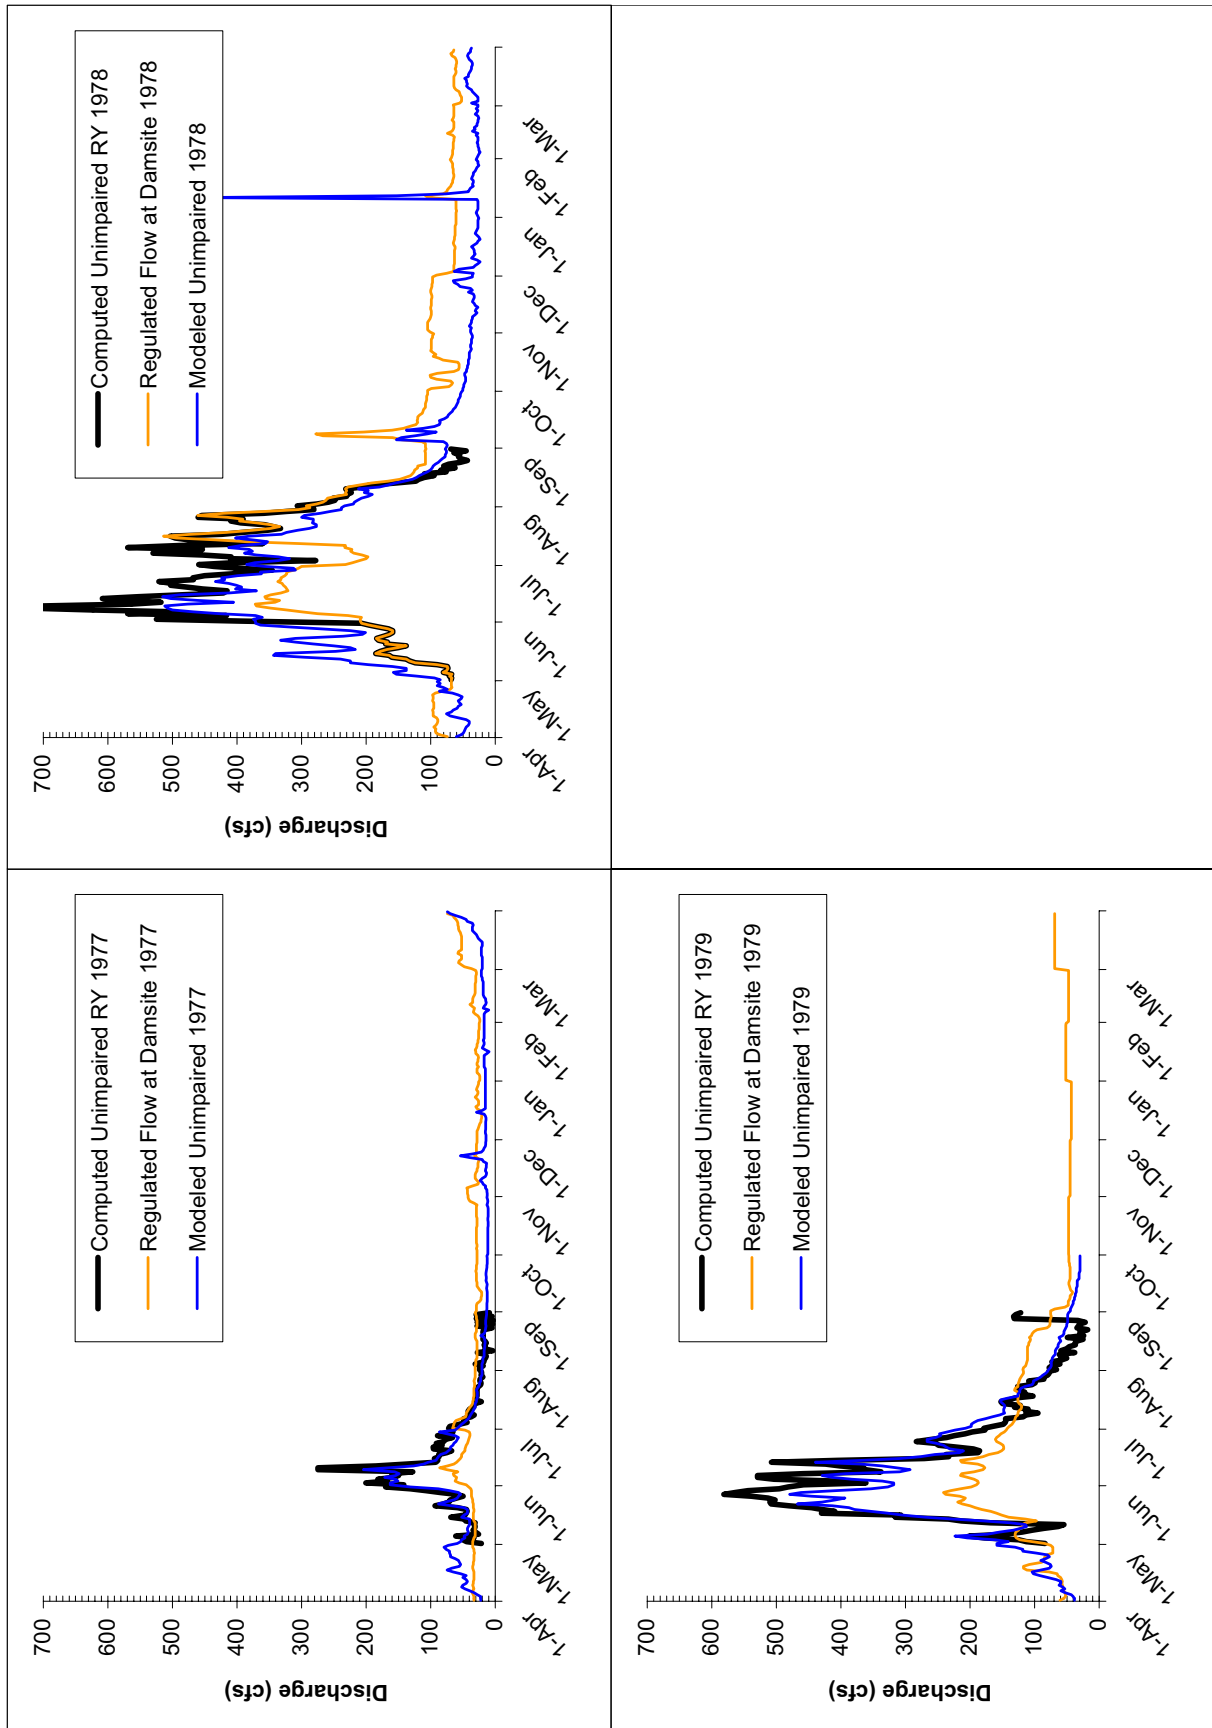 Computed Unimpaired RY 1977
Regulated Flow at Damsite 1977
Modeled Unimpaired 1977
Discharge (cfs)
700
600
500
400
300
200
100
0
1-Apr
1-May
1-Jun
1-Jul
1-Aug
1-Sep
1-Oct
1-Nov
1-Dec
1-Jan
1-Feb
1-Mar
Computed Unimpaired RY 1978
Regulated Flow at Damsite 1978
Modeled Unimpaired 1978
Discharge (cfs)
700
600
500
400
300
200
100
0
1-Apr
1-May
1-Jun
1-Jul
1-Aug
1-Sep
1-Oct
1-Nov
1-Dec
1-Jan
1-Feb
1-Mar
Computed Unimpaired RY 1979
Regulated Flow at Damsite 1979
Modeled Unimpaired 1979
Discharge (cfs)
700
600
500
400
300
200
100
0
1-Apr
1-May
1-Jun
1-Jul
1-Aug
1-Sep
1-Oct
1-Nov
1-Dec
1-Jan
1-Feb
1-Mar